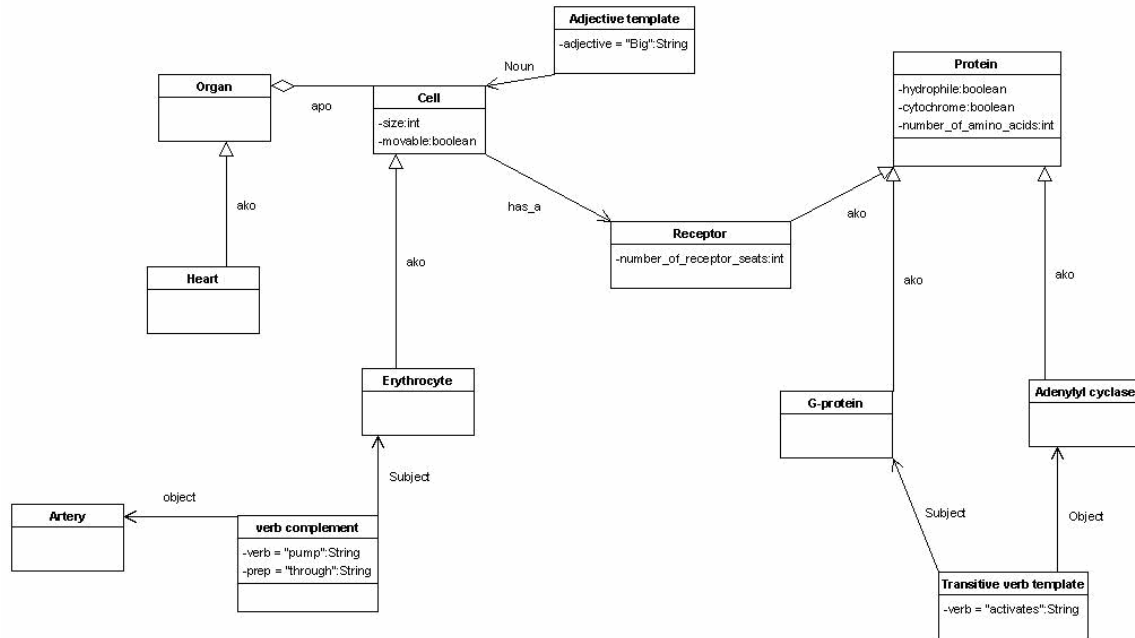 Adjective template
-adjective = "Big":String
Noun
Organ
apo
Cell
-size:int
-movable:boolean
Protein
-hydrophile:boolean
-cytochrome:boolean
-number_of_amino_acids:int
ako
has_a
Receptor
-number_of_receptor_seats:int
ako
Heart
ako
ako
ako
Erythrocyte
G-protein
Adenylyl cyclase
Subject
object
Artery
verb complement
-verb = "pump":String
-prep = "through":String
Subject
Object
Transitive verb template
-verb = "activates":String